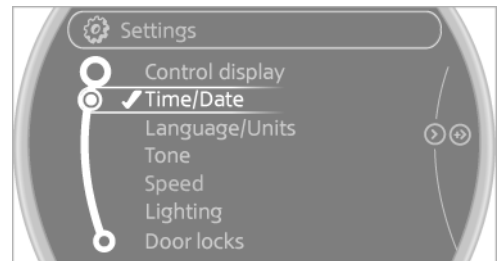 Settings
Control display
Time/Date
Language/Units
Tone
Speed
Lighting
Door locks